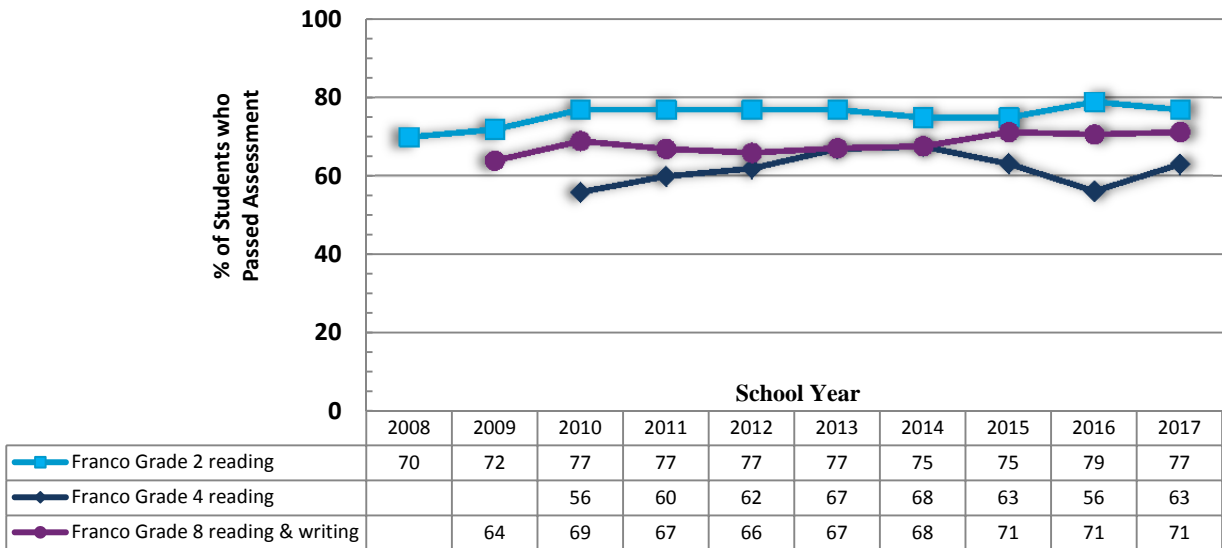 100
80
60
40
20
0
% of Students who
Passed Assessment
School Year
2008 2009 2010 2011 2012 2013 2014 2015 2016 2017
Franco Grade 2 reading 70 72 77 77 77 77 75 75 79 77
Franco Grade 4 reading 56 60 62 67 68 63 56 63
Franco Grade 8 reading & writing 64 69 67 66 67 68 71 71 71